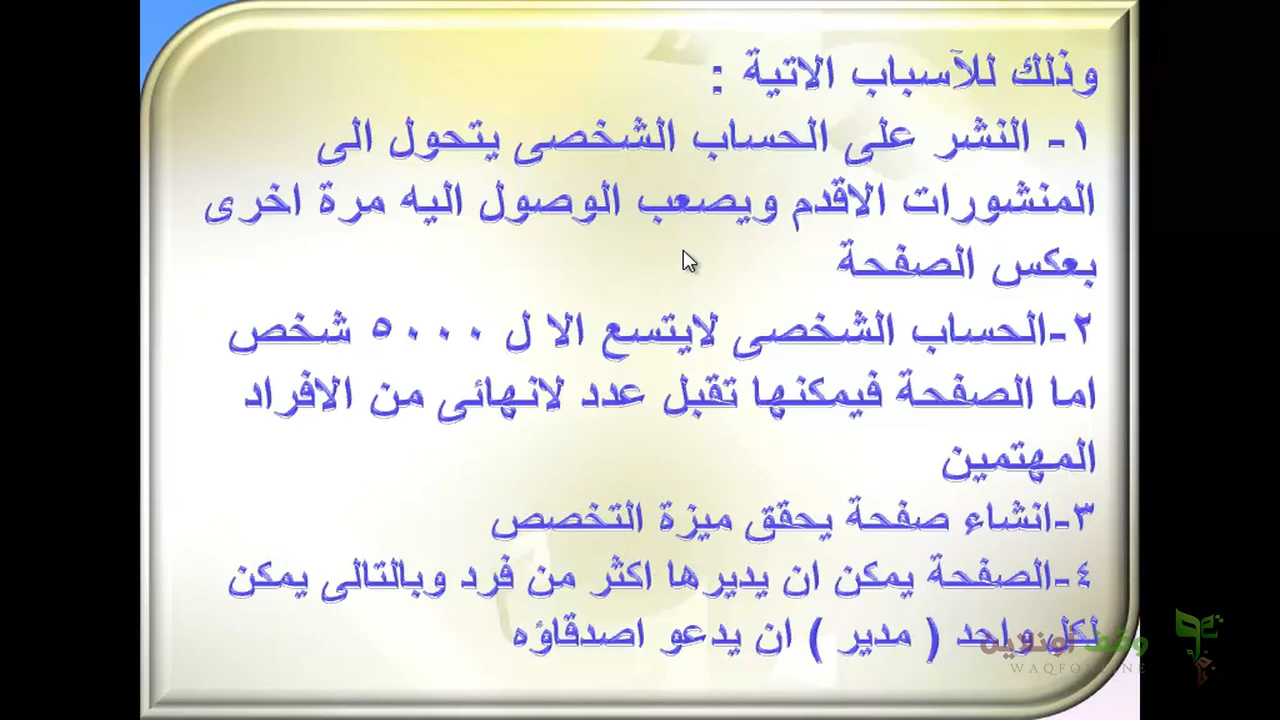 وذلك للآسباب الاتية :
١- النشر على الحساب الشخصى يتحول الى
المنشورات الاقدم ويصعب الوصول اليه مرة اخرى
بعكس الصفحة
٢-الحساب الشخصى لايتسع الا ل ٥٠٠٠ شخص
اما الصفحة فيمكنها تقبل عدد لانهائى من الافراد
المهتمين
٣-انشاء صفحة يحقق ميزة التخصص
٤-الصفحة يمكن ان يديرها اكثر من فرد وبالتالى يمكن
لكل واحد ( مدير ) ان يدعو اصدقاؤه
وقف أونلاين
WAQFONLINE